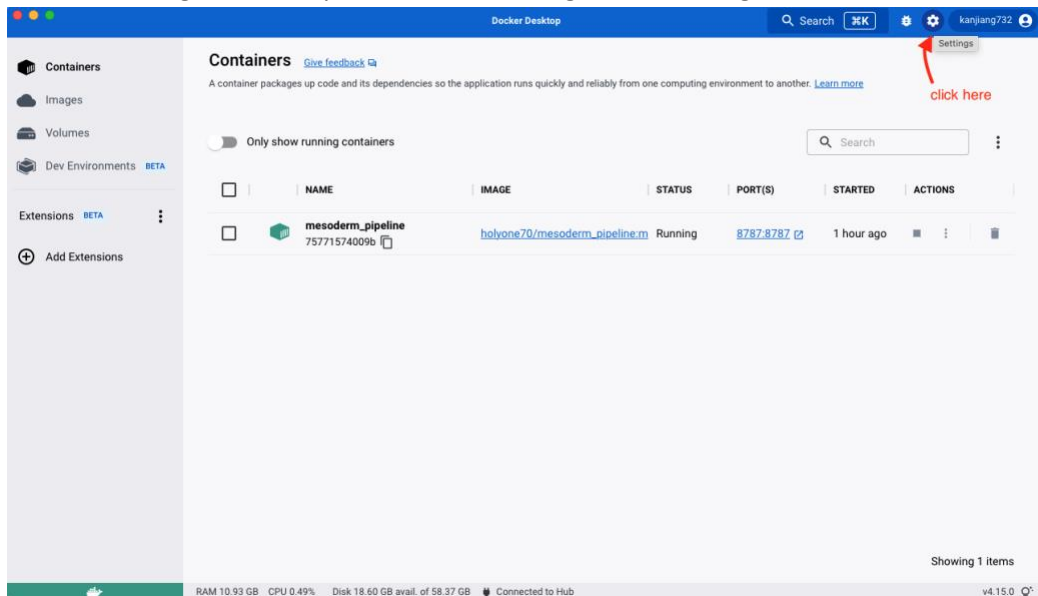 Docker Desktop
Search ⌘K
kanjiang732
Settings
click here
Containers
Images
Volumes
Dev Environments BETA
Extensions BETA
Add Extensions
Containers Give feedback
A container packages up code and its dependencies so the application runs quickly and reliably from one computing environment to another. Learn more
Only show running containers
Search
NAME IMAGE STATUS PORT(S) STARTED ACTIONS
mesoderm_pipeline
75771574009b
holyone70/mesoderm_pipeline:m Running 8787:8787 1 hour ago
Showing 1 items
RAM 10.93 GB CPU 0.49% Disk 18.60 GB avail. of 58.37 GB Connected to Hub v4.15.0